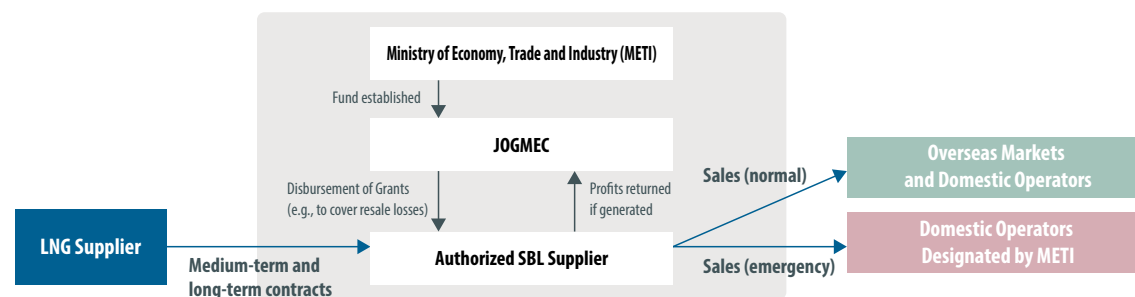 Ministry of Economy, Trade and Industry (METI)
Fund established
JOGMEC
Disbursement of Grants
(e.g., to cover resale losses)
Profits returned
if generated
LNG Supplier
Medium-term and
long-term contracts
Authorized SBL Supplier
Sales (normal)
Sales (emergency)
Overseas Markets
and Domestic Operators
Domestic Operators
Designated by METI